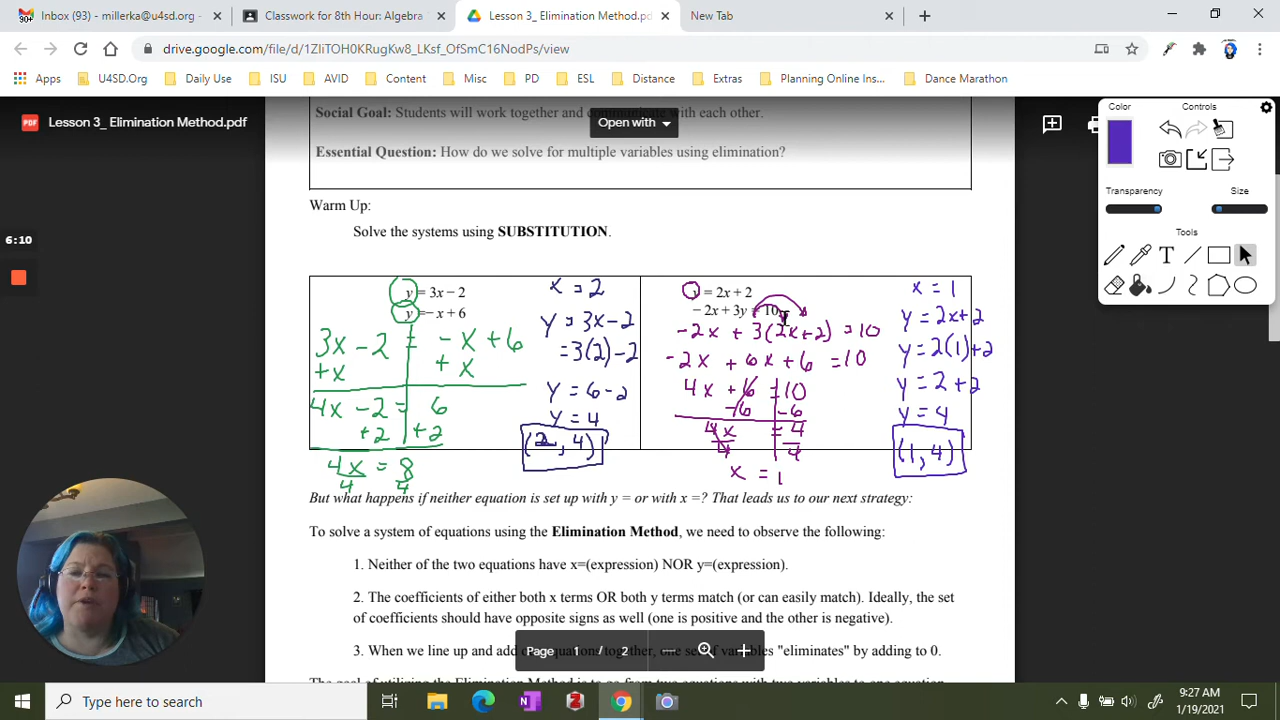 Inbox (93) - millerka@u4sd.org -
Classwork for 8th Hour: Algebra
Lesson 3_ Elimination Method.pdf
New Tab
drive.google.com/file/d/1ZIiTOH0KRugKw8_LKsf_OfSmC16NodPs/view
Apps
U4SD.Org
Daily Use
ISU
AVID
Content
Misc
PD
ESL
Distance
Extras
Planning Online Ins...
Dance Marathon
PDF
Lesson 3_ Elimination Method.pdf
Open with
Color
Controls
Transparency
Size
Tools
6:10
Social Goal: Students will work together and communicate with each other.
Essential Question: How do we solve for multiple variables using elimination?
Warm Up:
Solve the systems using SUBSTITUTION.
y = 3x − 2
y = − x + 6
3x − 2 = − x + 6
+x + x
4x − 2 = 6
+2 +2
4x = 8
4 4
x = 2
y = 3x − 2
= 3(2) − 2
y = 6 − 2
y = 4
(2, 4)
y = 2x + 2
− 2x + 3y = 10
−2x + 3(2x+2) = 10
−2x + 6x + 6 = 10
4x + 6 = 10
−6 −6
4x = 4
4 4
x = 1
x = 1
y = 2x+2
y = 2(1)+2
y = 2+2
y = 4
(1, 4)
But what happens if neither equation is set up with y = or with x =? That leads us to our next strategy:
To solve a system of equations using the Elimination Method, we need to observe the following:
1. Neither of the two equations have x=(expression) NOR y=(expression).
2. The coefficients of either both x terms OR both y terms match (or can easily match). Ideally, the set
of coefficients should have opposite signs as well (one is positive and the other is negative).
3. When we line up and add our equations together, one set of variables "eliminates" by adding to 0.
Page 1 / 2
Type here to search
9:27 AM
1/19/2021